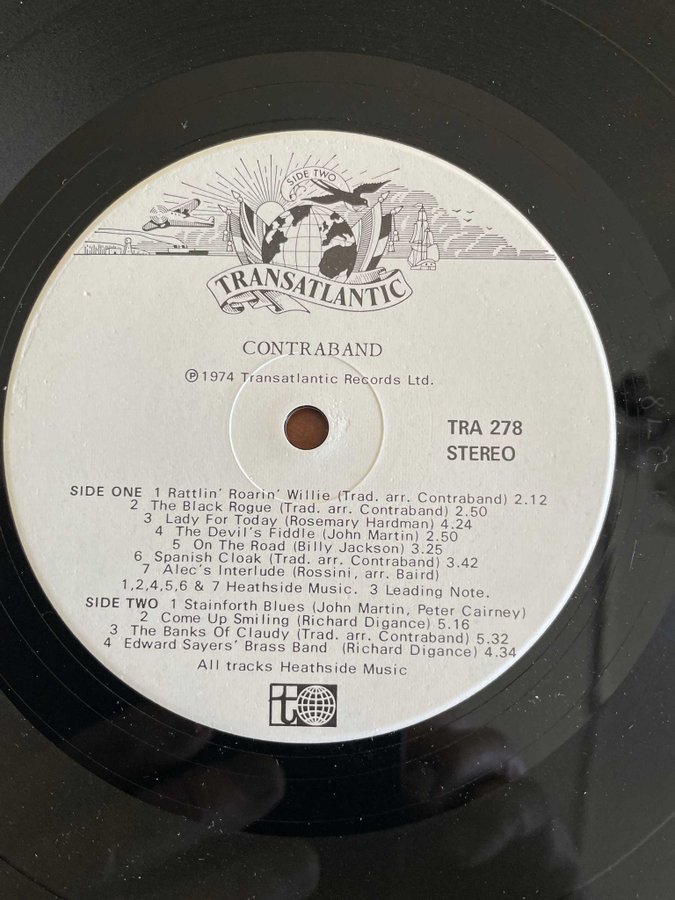 SIDE TWO
TRANSATLANTIC
CONTRABAND
℗ 1974 Transatlantic Records Ltd.
TRA 278
STEREO
SIDE ONE 1 Rattlin' Roarin' Willie (Trad. arr. Contraband) 2.12
2 The Black Rogue (Trad. arr. Contraband) 2.50
3 Lady For Today (Rosemary Hardman) 4.24
4 The Devil's Fiddle (John Martin) 2.50
5 On The Road (Billy Jackson) 3.25
6 Spanish Cloak (Trad. arr. Contraband) 3.42
7 Alec's Interlude (Rossini, arr. Baird)
1,2,4,5,6 & 7 Heathside Music. 3 Leading Note.
SIDE TWO 1 Stainforth Blues (John Martin, Peter Cairney)
2 Come Up Smiling (Richard Digance) 5.16
3 The Banks Of Claudy (Trad. arr. Contraband) 5.32
4 Edward Sayers' Brass Band (Richard Digance) 4.34
All tracks Heathside Music
t